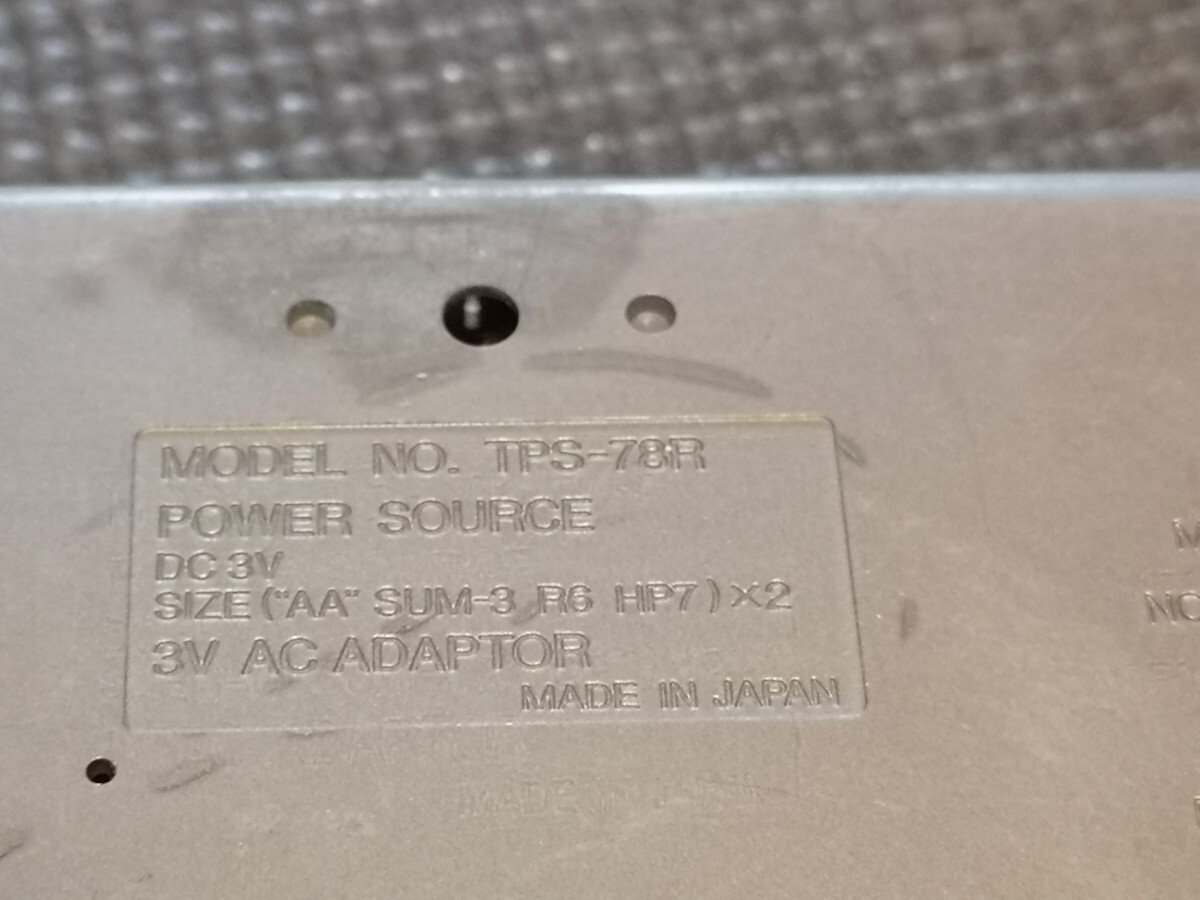 MODEL NO. TPS-78R
POWER SOURCE
DC 3V
SIZE ("AA" SUM-3 R6 HP7) ×2
3V AC ADAPTOR
MADE IN JAPAN
NO